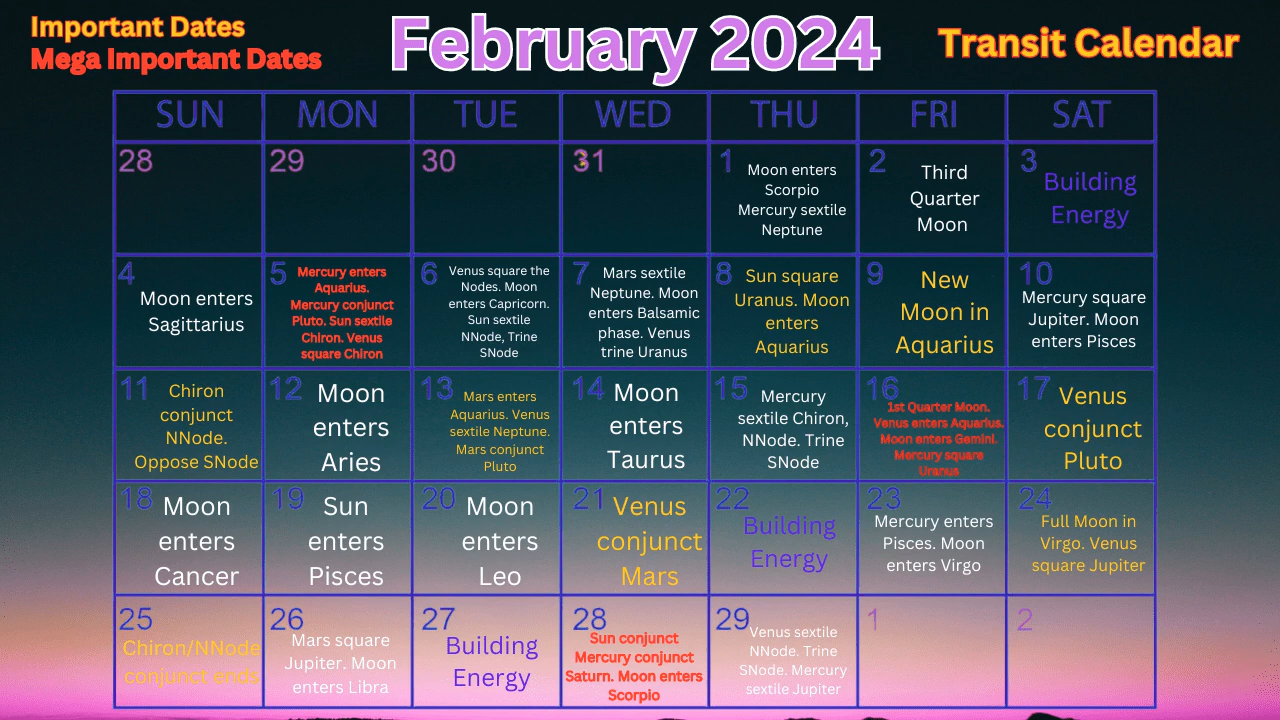 Important Dates
Mega Important Dates
February 2024
Transit Calendar
SUN MON TUE WED THU FRI SAT
28
29
30
31
1
Moon enters
Scorpio
Mercury sextile
Neptune
2
Third
Quarter
Moon
3
Building
Energy
4
Moon enters
Sagittarius
5
Mercury enters
Aquarius.
Mercury conjunct
Pluto. Sun sextile
Chiron. Venus
square Chiron
6
Venus square the
Nodes. Moon
enters Capricorn.
Sun sextile
NNode, Trine
SNode
7
Mars sextile
Neptune. Moon
enters Balsamic
phase. Venus
trine Uranus
8
Sun square
Uranus. Moon
enters
Aquarius
9
New
Moon in
Aquarius
10
Mercury square
Jupiter. Moon
enters Pisces
11
Chiron
conjunct
NNode.
Oppose SNode
12
Moon
enters
Aries
13
Mars enters
Aquarius. Venus
sextile Neptune.
Mars conjunct
Pluto
14
Moon
enters
Taurus
15
Mercury
sextile Chiron,
NNode. Trine
SNode
16
1st Quarter Moon.
Venus enters Aquarius.
Moon enters Gemini.
Mercury square
Uranus
17
Venus
conjunct
Pluto
18
Moon
enters
Cancer
19
Sun
enters
Pisces
20
Moon
enters
Leo
21
Venus
conjunct
Mars
22
Building
Energy
23
Mercury enters
Pisces. Moon
enters Virgo
24
Full Moon in
Virgo. Venus
square Jupiter
25
Chiron/NNode
conjunct ends
26
Mars square
Jupiter. Moon
enters Libra
27
Building
Energy
28
Sun conjunct
Mercury conjunct
Saturn. Moon enters
Scorpio
29
Venus sextile
NNode. Trine
SNode. Mercury
sextile Jupiter
1
2